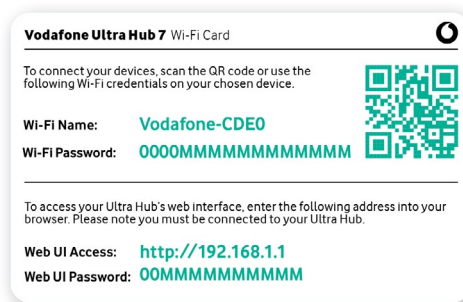 Vodafone Ultra Hub 7 Wi-Fi Card
To connect your devices, scan the QR code or use the
following Wi-Fi credentials on your chosen device.
Wi-Fi Name: Vodafone-CDE0
Wi-Fi Password: 0000MMMMMMMMMMMM
To access your Ultra Hub's web interface, enter the following address into your
browser. Please note you must be connected to your Ultra Hub.
Web UI Access: http://192.168.1.1
Web UI Password: 00MMMMMMMMMM